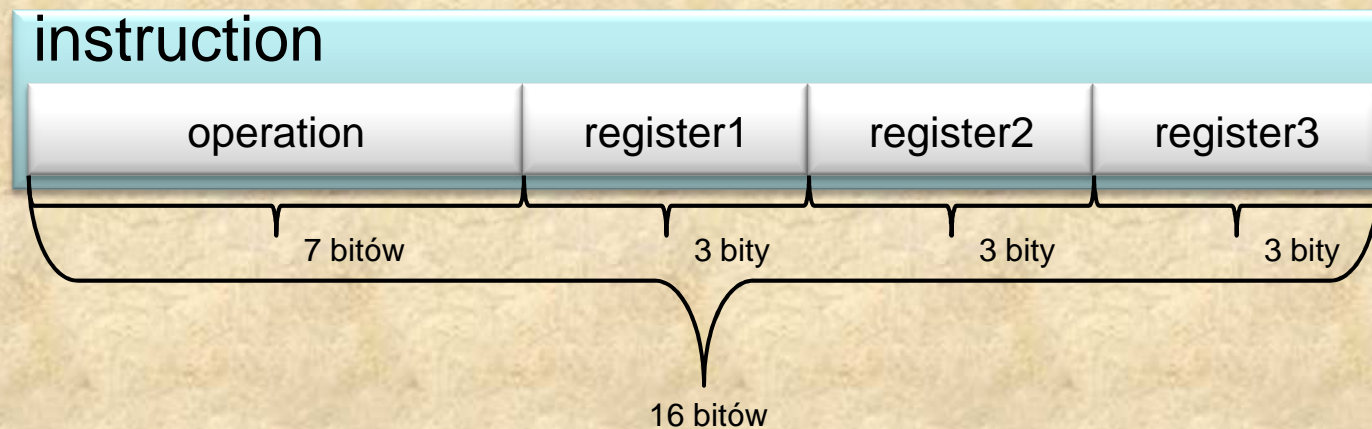 instruction
operation register1 register2 register3
7 bitów 3 bity 3 bity 3 bity
16 bitów